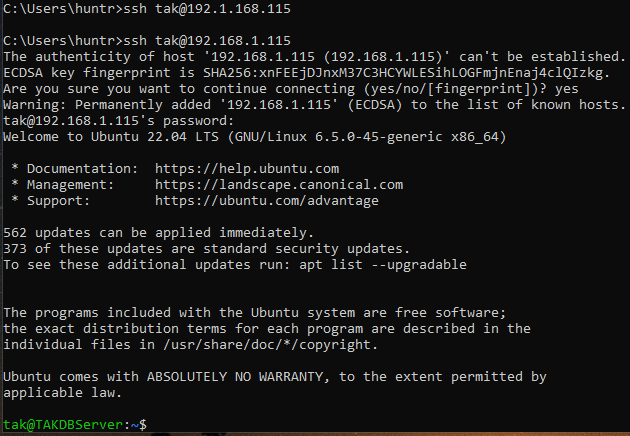 C:\Users\huntr>ssh tak@192.1.168.115
C:\Users\huntr>ssh tak@192.168.1.115
The authenticity of host '192.168.1.115 (192.168.1.115)' can't be established.
ECDSA key fingerprint is SHA256:xnFEEjDJnxM37C3HCYWLESihLOGFmjnEnaj4clQIzkg.
Are you sure you want to continue connecting (yes/no/[fingerprint])? yes
Warning: Permanently added '192.168.1.115' (ECDSA) to the list of known hosts.
tak@192.168.1.115's password:
Welcome to Ubuntu 22.04 LTS (GNU/Linux 6.5.0-45-generic x86_64)
* Documentation:  https://help.ubuntu.com
* Management:     https://landscape.canonical.com
* Support:        https://ubuntu.com/advantage
562 updates can be applied immediately.
373 of these updates are standard security updates.
To see these additional updates run: apt list --upgradable
The programs included with the Ubuntu system are free software;
the exact distribution terms for each program are described in the
individual files in /usr/share/doc/*/copyright.
Ubuntu comes with ABSOLUTELY NO WARRANTY, to the extent permitted by
applicable law.
tak@TAKDBServer:~$